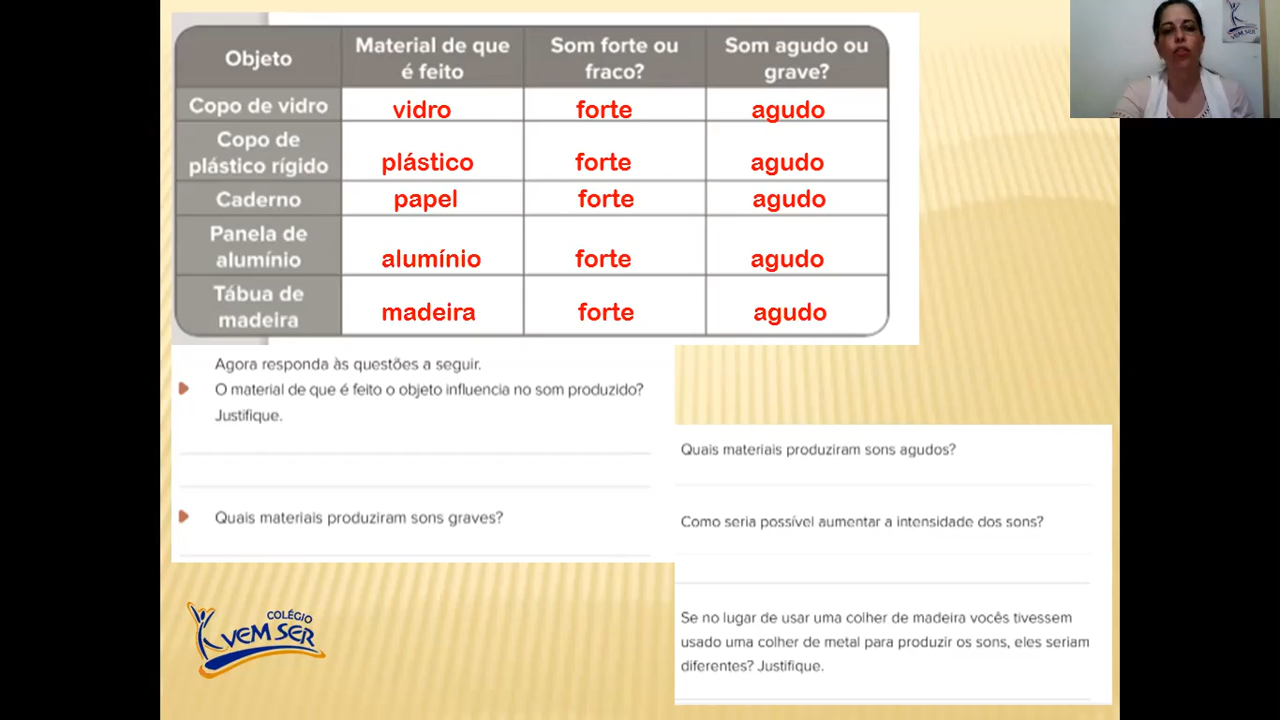 Objeto
Material de que
é feito
Som forte ou
fraco?
Som agudo ou
grave?
Copo de vidro
vidro
forte
agudo
Copo de
plástico rígido
plástico
forte
agudo
Caderno
papel
forte
agudo
Panela de
alumínio
alumínio
forte
agudo
Tábua de
madeira
madeira
forte
agudo
Agora responda às questões a seguir.
O material de que é feito o objeto influencia no som produzido?
Justifique.
Quais materiais produziram sons graves?
Quais materiais produziram sons agudos?
Como seria possível aumentar a intensidade dos sons?
Se no lugar de usar uma colher de madeira vocês tivessem
usado uma colher de metal para produzir os sons, eles seriam
diferentes? Justifique.
COLÉGIO
VEM SER
VEM SER